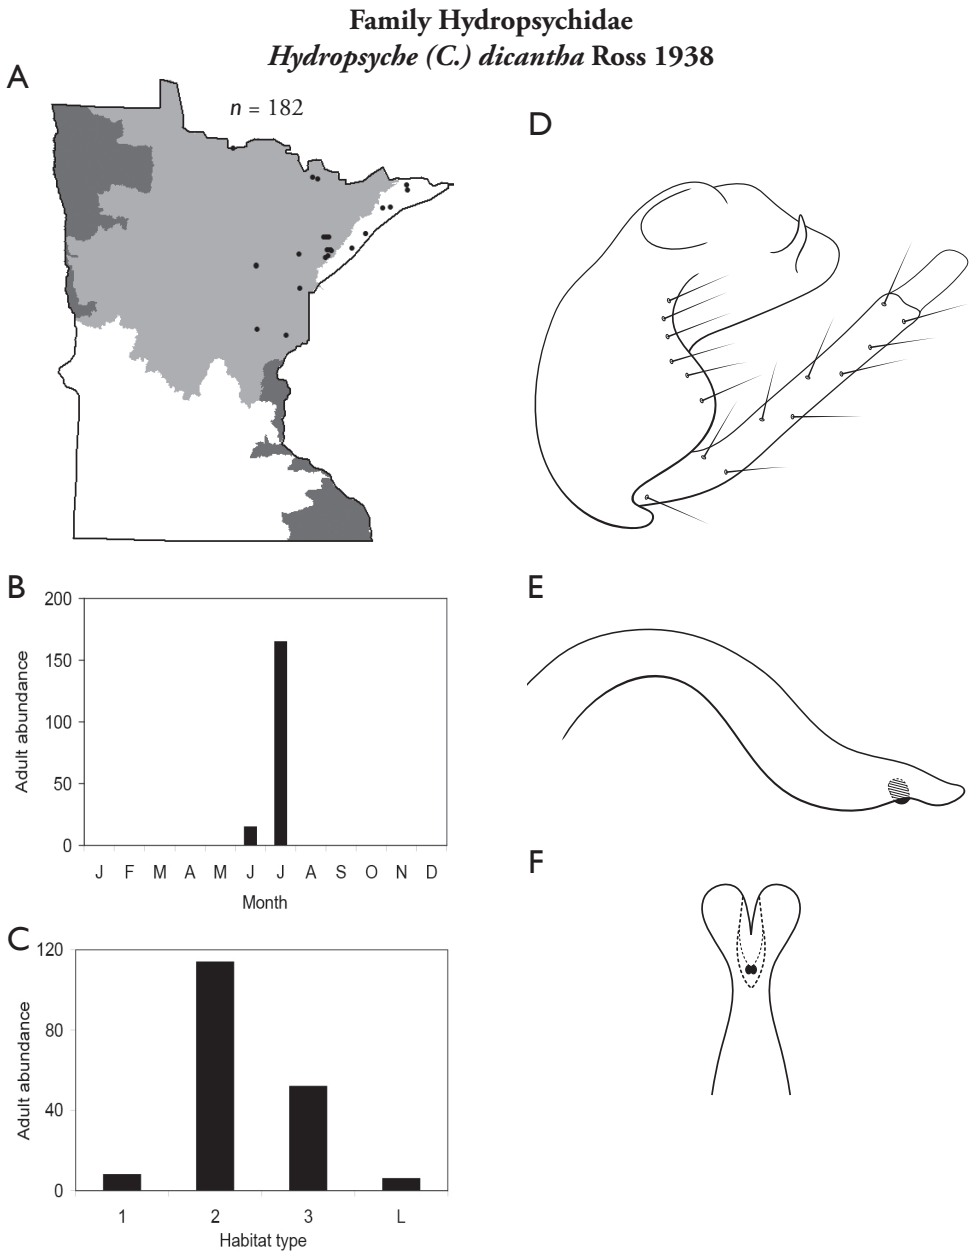 Family Hydropsychidae
Hydropsyche (C.) dicantha Ross 1938
A
n = 182
D
B
200
150
100
50
0
Adult abundance
J F M A M J J A S O N D
Month
E
F
C
120
80
40
0
Adult abundance
1 2 3 L
Habitat type